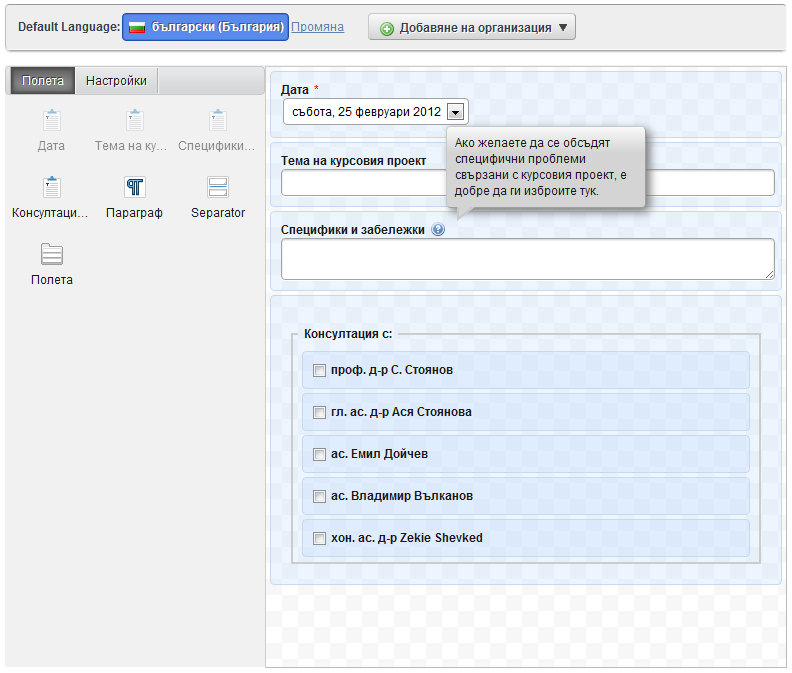 Default Language: български (България) Промяна Добавяне на организация
Полета Настройки
Дата Тема на ку... Специфики...
Консултаци... Параграф Separator
Полета
Дата *
събота, 25 февруари 2012
Тема на курсовия проект
Ако желаете да се обсъдят
специфични проблеми
свързани с курсовия проект, е
добре да ги изброите тук.
Специфики и забележки
Консултация с:
проф. д-р С. Стоянов
гл. ас. д-р Ася Стоянова
ас. Емил Дойчев
ас. Владимир Вълканов
хон. ас. д-р Zekie Shevked